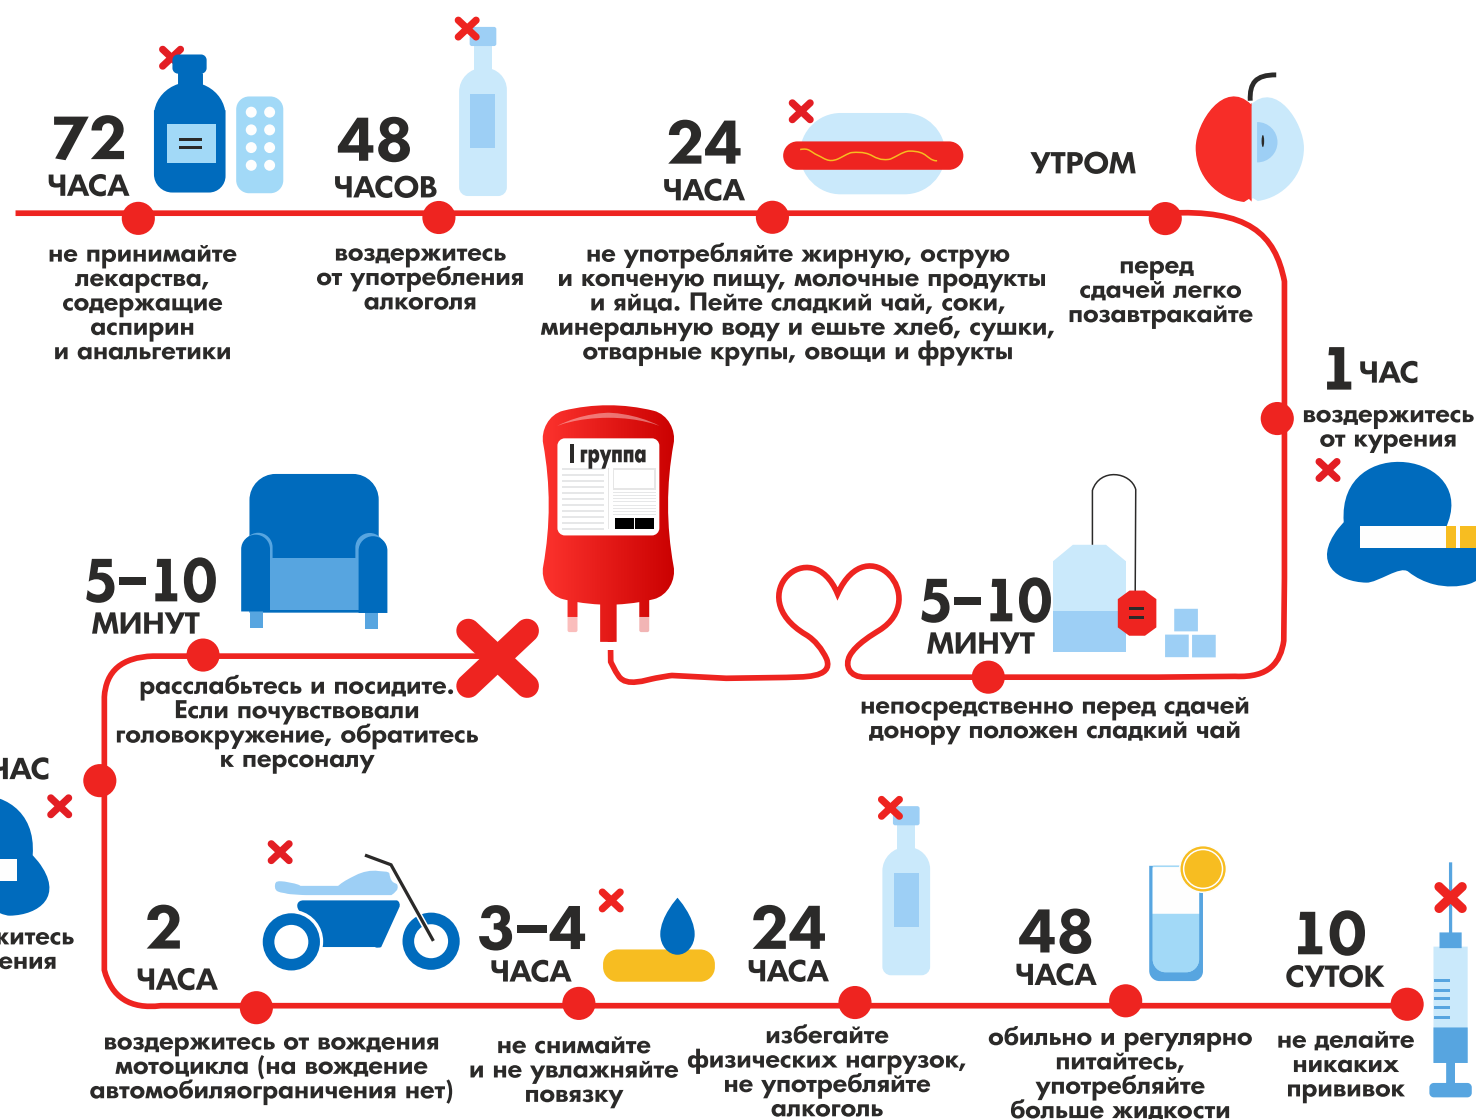 72
ЧАСА
не принимайте
лекарства,
содержащие
аспирин
и анальгетики
48
ЧАСОВ
воздержитесь
от употребления
алкоголя
24
ЧАСА
не употребляйте жирную, острую
и копченую пищу, молочные продукты
и яйца. Пейте сладкий чай, соки,
минеральную воду и ешьте хлеб, сушки,
отварные крупы, овощи и фрукты
УТРОМ
перед
сдачей легко
позавтракайте
1 ЧАС
воздержитесь
от курения
5–10
МИНУТ
непосредственно перед сдачей
донору положен сладкий чай
I группа
5–10
МИНУТ
расслабьтесь и посидите.
Если почувствовали
головокружение, обратитесь
к персоналу
ЧАС
житесь
ения
2
ЧАСА
воздержитесь от вождения
мотоцикла (на вождение
автомобиляограничения нет)
3–4
ЧАСА
не снимайте
и не увлажняйте
повязку
24
ЧАСА
избегайте
физических нагрузок,
не употребляйте
алкоголь
48
ЧАСА
обильно и регулярно
питайтесь,
употребляйте
больше жидкости
10
СУТОК
не делайте
никаких
прививок